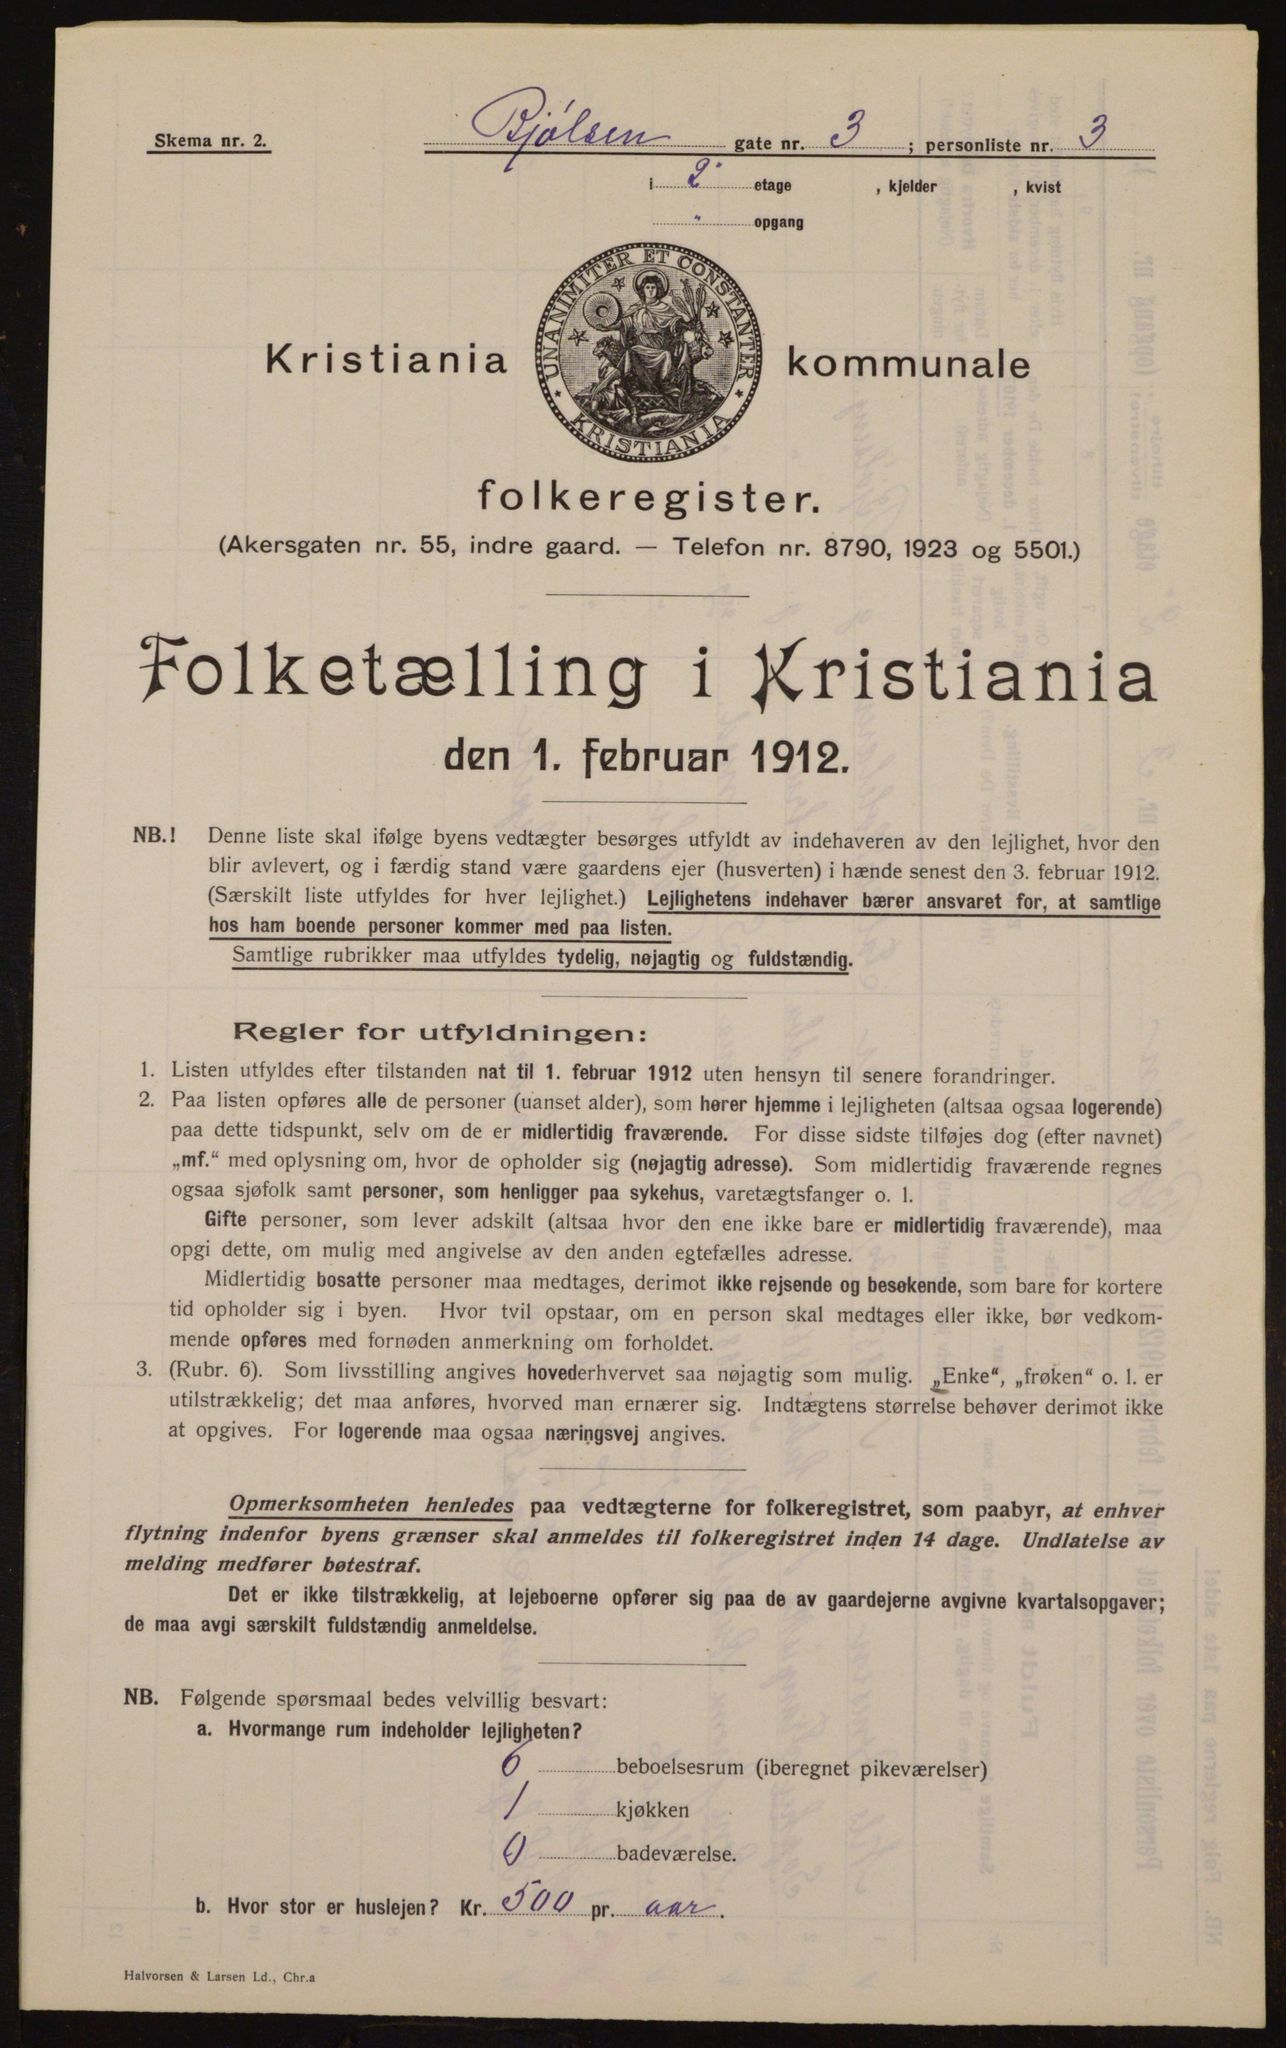 Skema nr. 2.
Bjölsen gate nr. 3 ; personliste nr. 3
i 2 etage , kjelder , kvist
" opgang
UNANIMITER ET CONSTANTER
KRISTIANIA
Kristiania kommunale
folkeregister.
(Akersgaten nr. 55, indre gaard. — Telefon nr. 8790, 1923 og 5501.)
Folketælling i Kristiania
den 1. februar 1912.
NB.! Denne liste skal ifølge byens vedtægter besørges utfyldt av indehaveren av den lejlighet, hvor den
blir avlevert, og i færdig stand være gaardens ejer (husverten) i hænde senest den 3. februar 1912.
(Særskilt liste utfyldes for hver lejlighet.) Lejlighetens indehaver bærer ansvaret for, at samtlige
hos ham boende personer kommer med paa listen.
Samtlige rubrikker maa utfyldes tydelig, nøjagtig og fuldstændig.
Regler for utfyldningen:
1. Listen utfyldes efter tilstanden nat til 1. februar 1912 uten hensyn til senere forandringer.
2. Paa listen opføres alle de personer (uanset alder), som hører hjemme i lejligheten (altsaa ogsaa logerende)
paa dette tidspunkt, selv om de er midlertidig fraværende. For disse sidste tilføjes dog (efter navnet)
„mf.“ med oplysning om, hvor de opholder sig (nøjagtig adresse). Som midlertidig fraværende regnes
ogsaa sjøfolk samt personer, som henligger paa sykehus, varetægtsfanger o. l.
Gifte personer, som lever adskilt (altsaa hvor den ene ikke bare er midlertidig fraværende), maa
opgi dette, om mulig med angivelse av den anden egtefælles adresse.
Midlertidig bosatte personer maa medtages, derimot ikke rejsende og besøkende, som bare for kortere
tid opholder sig i byen. Hvor tvil opstaar, om en person skal medtages eller ikke, bør vedkom-
mende opføres med fornøden anmerkning om forholdet.
3. (Rubr. 6). Som livsstilling angives hovederhvervet saa nøjagtig som mulig. „Enke“, „frøken“ o. l. er
utilstrækkelig; det maa anføres, hvorved man ernærer sig. Indtægtens størrelse behøver derimot ikke
at opgives. For logerende maa ogsaa næringsvej angives.
Opmerksomheten henledes paa vedtægterne for folkeregistret, som paabyr, at enhver
flytning indenfor byens grænser skal anmeldes til folkeregistret inden 14 dage. Undlatelse av
melding medfører bøtestraf.
Det er ikke tilstrækkelig, at lejeboerne opfører sig paa de av gaardejerne avgivne kvartalsopgaver;
de maa avgi særskilt fuldstændig anmeldelse.
NB. Følgende spørsmaal bedes velvillig besvart:
a. Hvormange rum indeholder lejligheten?
6 beboelsesrum (iberegnet pikeværelser)
1 kjøkken
0 badeværelse.
b. Hvor stor er huslejen? Kr. 500 pr. aar.
Halvorsen & Larsen Ld., Chr.a